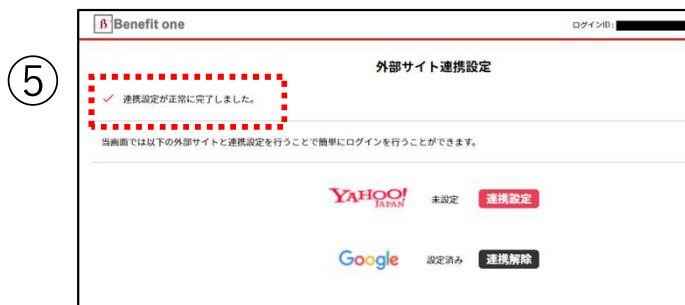 ⑤
Benefit one
ログインID:
外部サイト連携設定
連携設定が正常に完了しました。
当画面では以下の外部サイトと連携設定を行うことで簡単にログインを行うことができます。
YAHOO! JAPAN 未設定 連携設定
Google 設定済み 連携解除